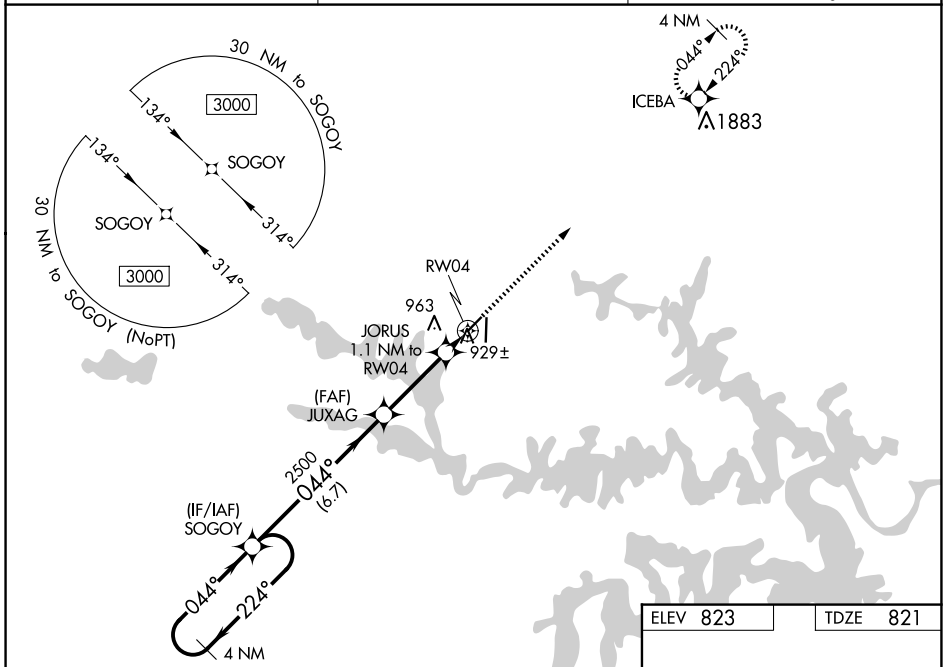 30 NM to SOGOY
3000
134°
SOGOY
314°
134°
SOGOY
314°
3000
30 NM to SOGOY (NoPT)
4 NM
044°
224°
ICEBA
1883
RW04
963
JORUS
1.1 NM to
RW04
929±
(FAF)
JUXAG
2500
044°
(6.7)
(IF/IAF)
SOGOY
044°
224°
4 NM
ELEV 823
TDZE 821